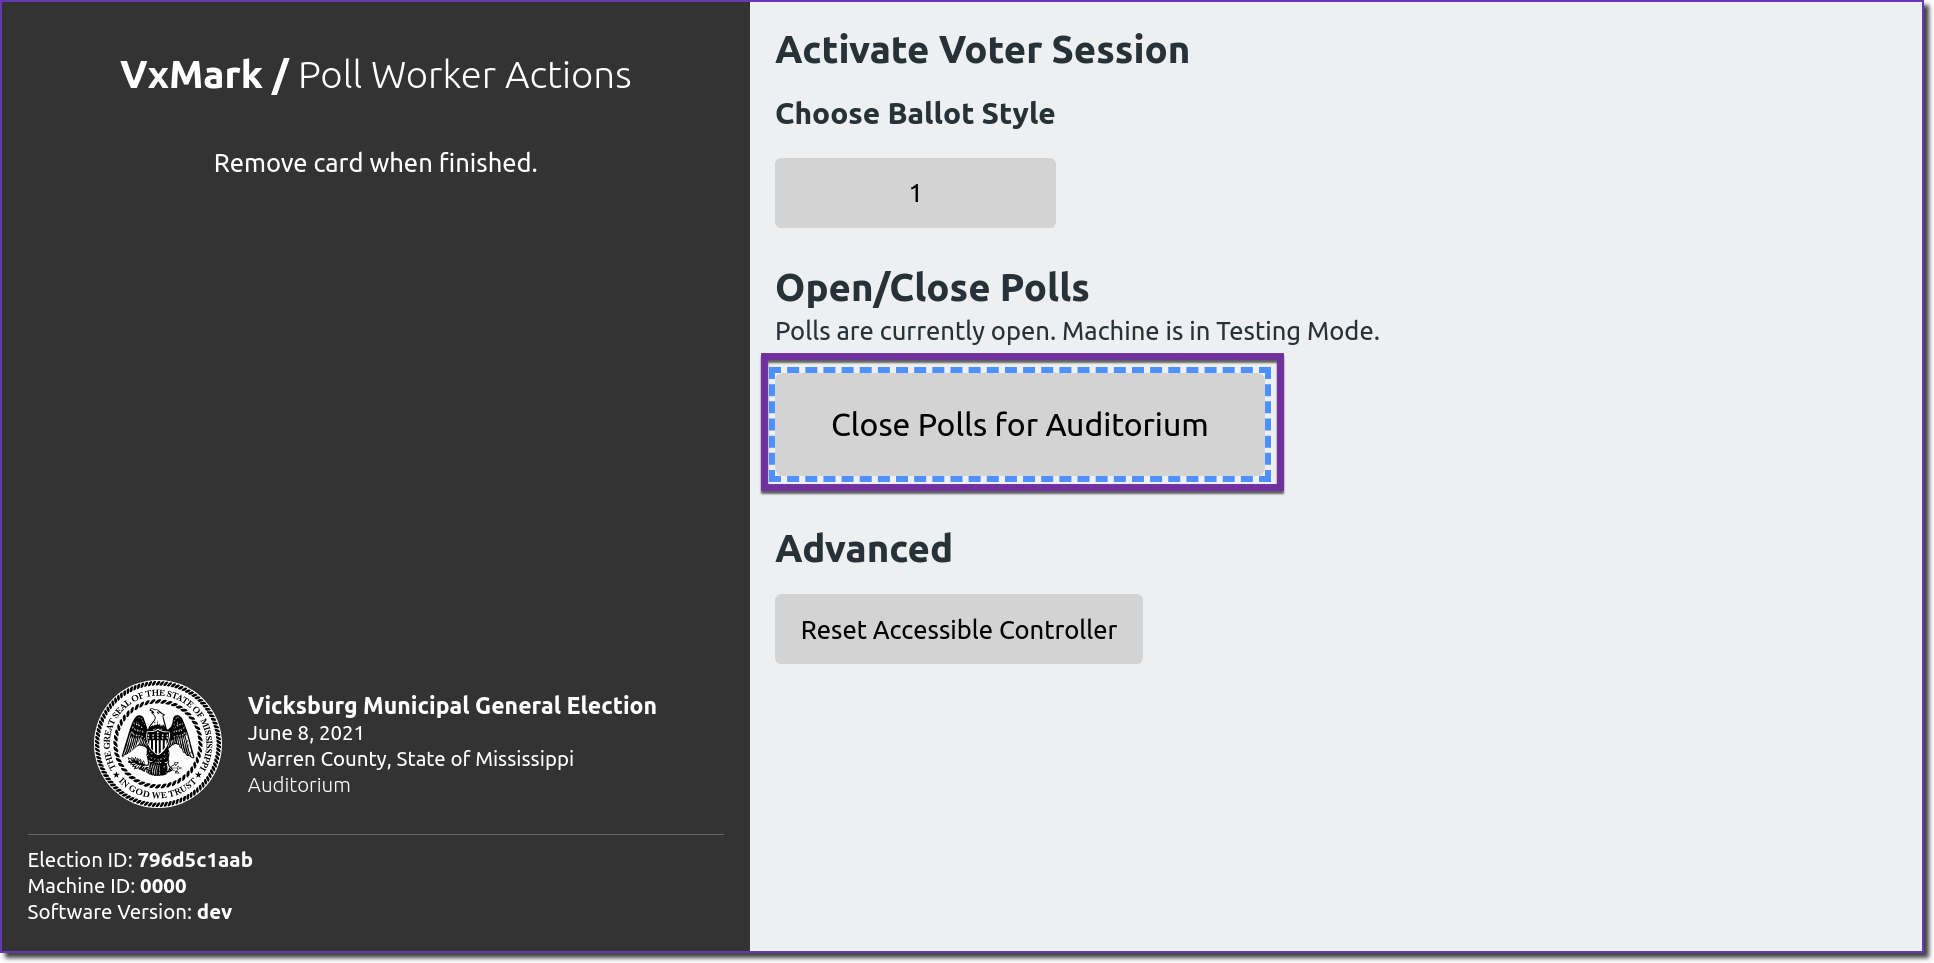 VxMark / Poll Worker Actions
Remove card when finished.
THE GREAT SEAL OF THE STATE OF MISSISSIPPI
★ IN GOD WE TRUST ★
Vicksburg Municipal General Election
June 8, 2021
Warren County, State of Mississippi
Auditorium
Election ID: 796d5c1aab
Machine ID: 0000
Software Version: dev
Activate Voter Session
Choose Ballot Style
1
Open/Close Polls
Polls are currently open. Machine is in Testing Mode.
Close Polls for Auditorium
Advanced
Reset Accessible Controller